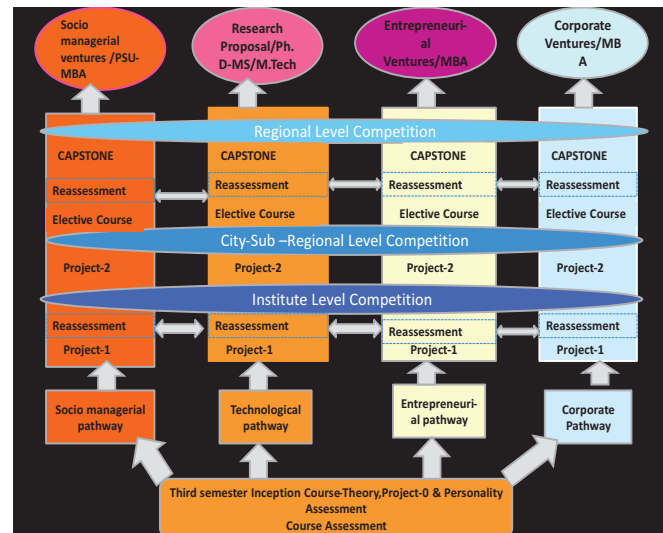 Socio
managerial
ventures /PSU-
MBA
Research
Proposal/Ph.
D-MS/M.Tech
Entrepreneuri-
al
Ventures/MBA
Corporate
Ventures/MB
A
Regional Level Competition
CAPSTONE
CAPSTONE
CAPSTONE
CAPSTONE
Reassessment
Reassessment
Reassessment
Reassessment
Elective Course
Elective Course
Elective Course
Elective Course
City-Sub –Regional Level Competition
Project-2
Project-2
Project-2
Project-2
Institute Level Competition
Reassessment
Reassessment
Reassessment
Reassessment
Project-1
Project-1
Project-1
Project-1
Socio managerial
pathway
Technological
pathway
Entrepreneuri-
al pathway
Corporate
Pathway
Third semester Inception Course-Theory,Project-0 & Personality
Assessment
Course Assessment